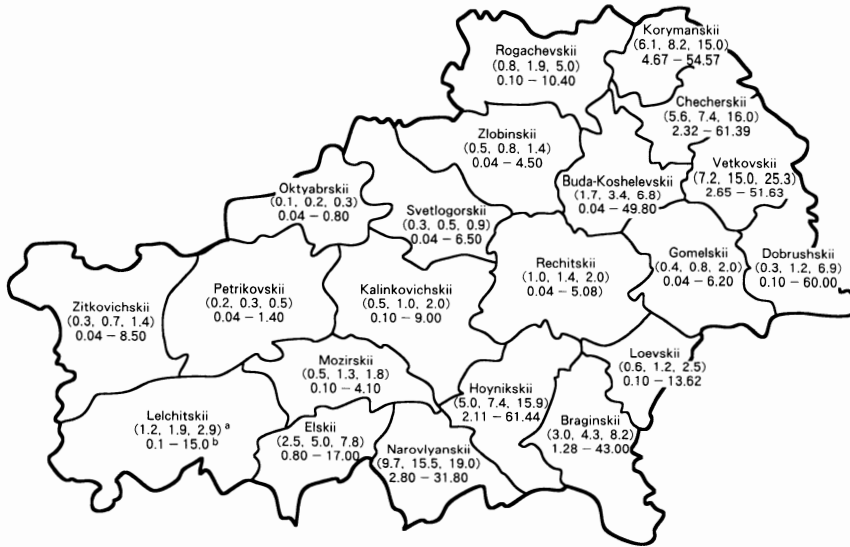 Korymanskii
(6.1, 8.2, 15.0)
4.67 – 54.57
Rogachevskii
(0.8, 1.9, 5.0)
0.10 – 10.40
Checherskii
(5.6, 7.4, 16.0)
2.32 – 61.39
Zlobinskii
(0.5, 0.8, 1.4)
0.04 – 4.50
Vetkovskii
(7.2, 15.0, 25.3)
2.65 – 51.63
Buda-Koshelevskii
(1.7, 3.4, 6.8)
0.04 – 49.80
Oktyabrskii
(0.1, 0.2, 0.3)
0.04 – 0.80
Svetlogorskii
(0.3, 0.5, 0.9)
0.04 – 6.50
Rechitskii
(1.0, 1.4, 2.0)
0.04 – 5.08)
Gomelskii
(0.4, 0.8, 2.0)
0.04 – 6.20
Dobrushskii
(0.3, 1.2, 6.9)
0.10 – 60.00
Zitkovichskii
(0.3, 0.7, 1.4)
0.04 – 8.50
Petrikovskii
(0.2, 0.3, 0.5)
0.04 – 1.40
Kalinkovichskii
(0.5, 1.0, 2.0)
0.10 – 9.00
Mozirskii
(0.5, 1.3, 1.8)
0.10 – 4.10
Loevskii
(0.6, 1.2, 2.5)
0.10 – 13.62
Hoynikskii
(5.0, 7.4, 15.9)
2.11 – 61.44
Lelchitskii
(1.2, 1.9, 2.9) a
0.1 – 15.0 b
Elskii
(2.5, 5.0, 7.8)
0.80 – 17.00
Narovlyanskii
(9.7, 15.5, 19.0)
2.80 – 31.80
Braginskii
(3.0, 4.3, 8.2)
1.28 – 43.00